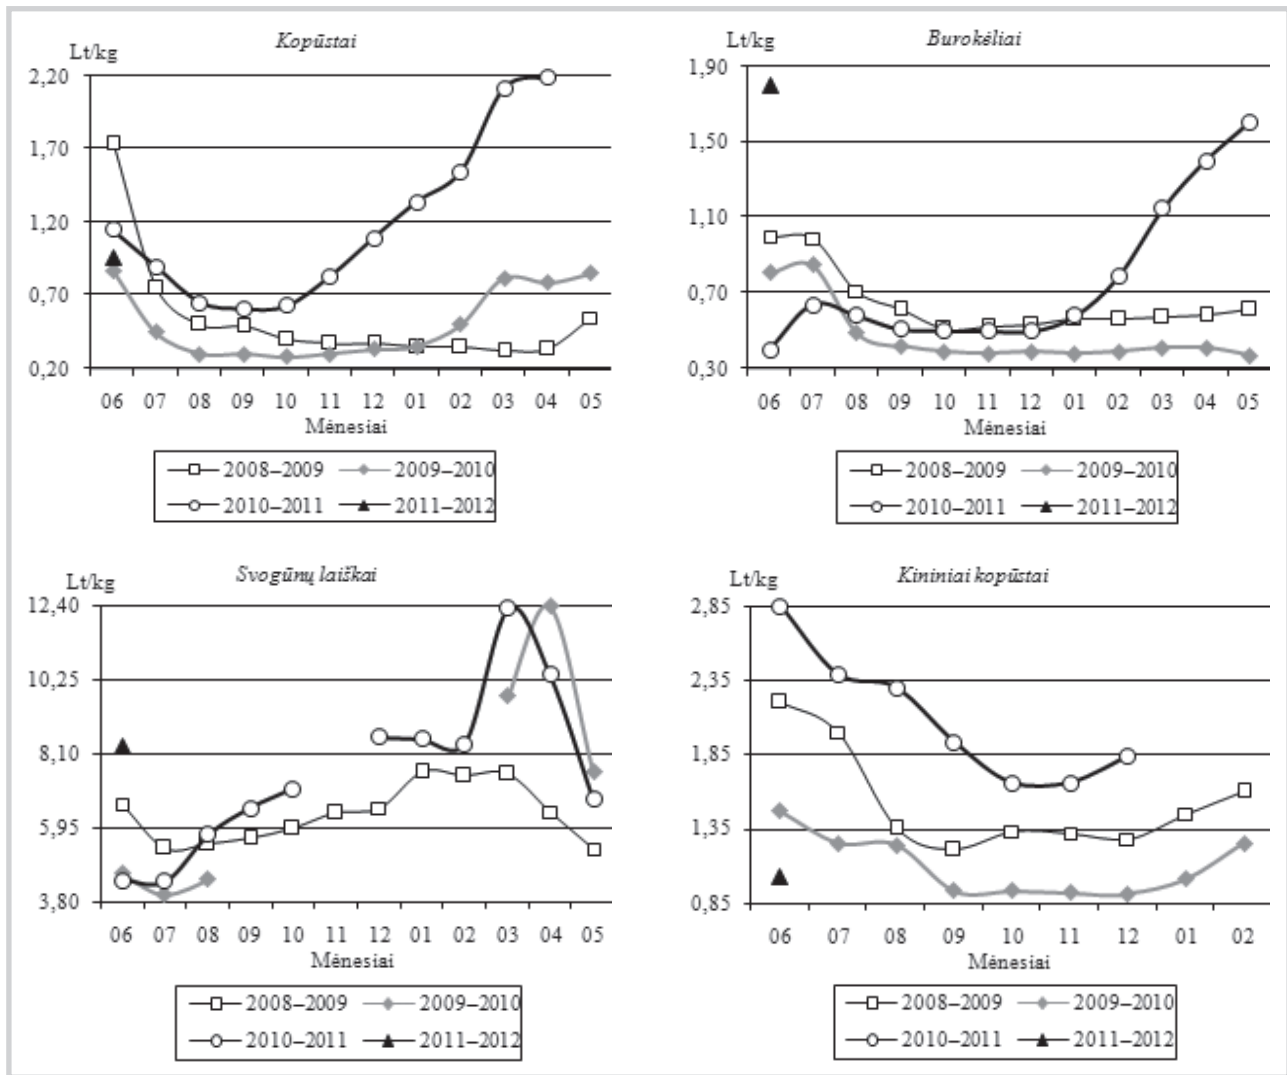 Kopūstai
Lt/kg
2,20
1,70
1,20
0,70
0,20
06 07 08 09 10 11 12 01 02 03 04 05
Mėnesiai
2008–2009 2009–2010
2010–2011 2011–2012
Burokėliai
Lt/kg
1,90
1,50
1,10
0,70
0,30
06 07 08 09 10 11 12 01 02 03 04 05
Mėnesiai
2008–2009 2009–2010
2010–2011 2011–2012
Svogūnų laiškai
Lt/kg
12,40
10,25
8,10
5,95
3,80
06 07 08 09 10 11 12 01 02 03 04 05
Mėnesiai
2008–2009 2009–2010
2010–2011 2011–2012
Kininiai kopūstai
Lt/kg
2,85
2,35
1,85
1,35
0,85
06 07 08 09 10 11 12 01 02
Mėnesiai
2008–2009 2009–2010
2010–2011 2011–2012